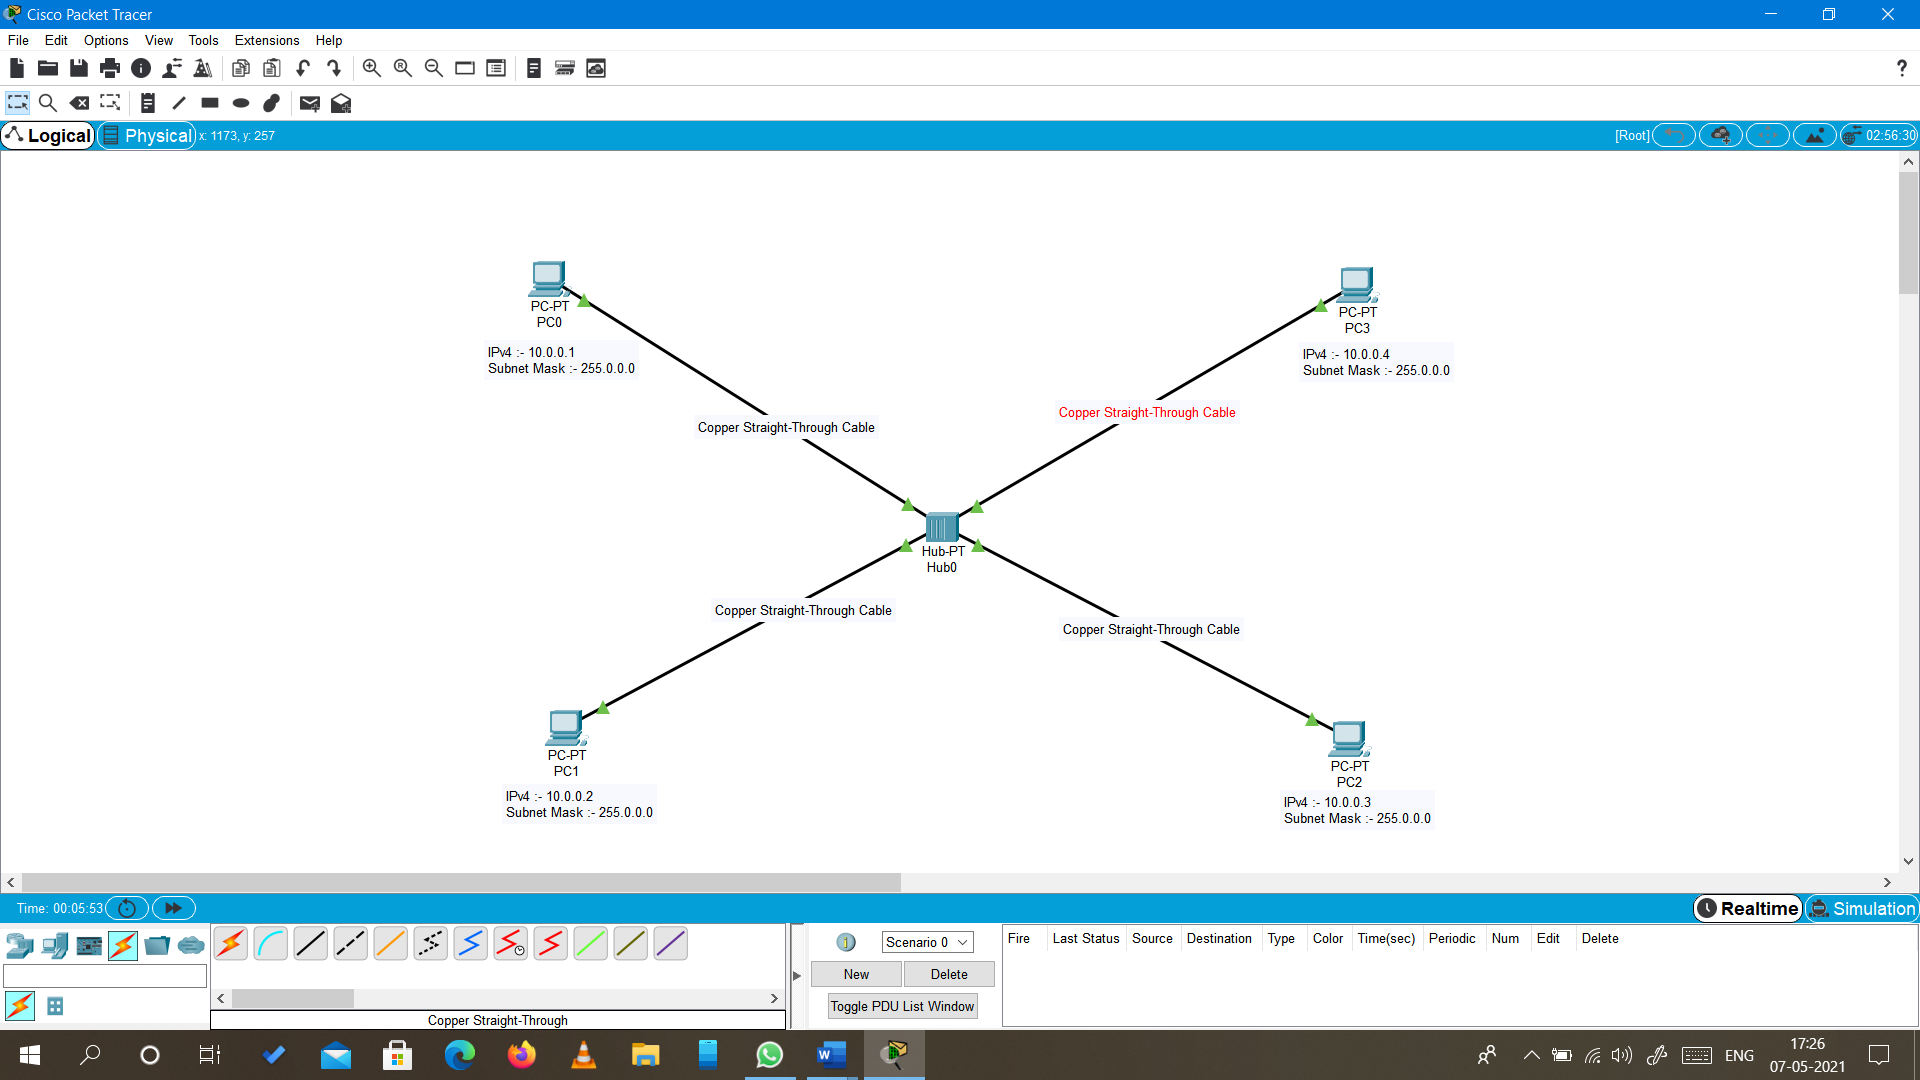 Cisco Packet Tracer
File Edit Options View Tools Extensions Help
?
Logical Physical x: 1173, y: 257 [Root] 02:56:30
PC-PT
PC0
IPv4 :- 10.0.0.1
Subnet Mask :- 255.0.0.0
PC-PT
PC3
IPv4 :- 10.0.0.4
Subnet Mask :- 255.0.0.0
Copper Straight-Through Cable
Copper Straight-Through Cable
Hub-PT
Hub0
Copper Straight-Through Cable
Copper Straight-Through Cable
PC-PT
PC1
IPv4 :- 10.0.0.2
Subnet Mask :- 255.0.0.0
PC-PT
PC2
IPv4 :- 10.0.0.3
Subnet Mask :- 255.0.0.0
Time: 00:05:53 Realtime Simulation
Scenario 0
New Delete
Toggle PDU List Window
Fire Last Status Source Destination Type Color Time(sec) Periodic Num Edit Delete
Copper Straight-Through
ENG
17:26
07-05-2021